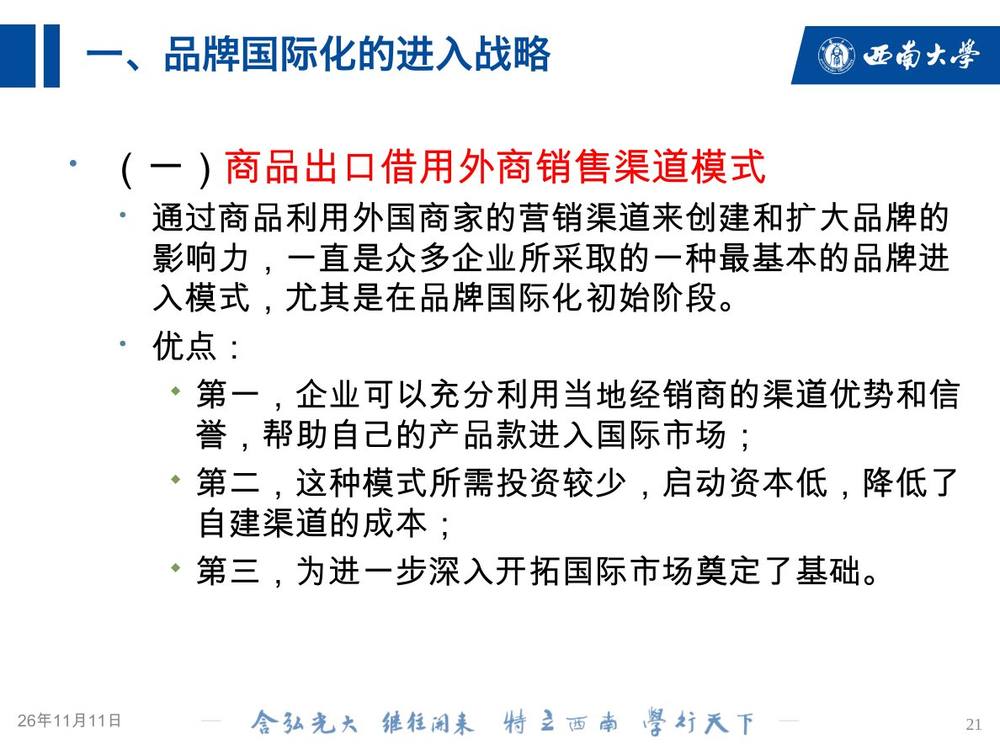 一、品牌国际化的进入战略
西南大学
• （一）商品出口借用外商销售渠道模式
• 通过商品利用外国商家的营销渠道来创建和扩大品牌的
影响力，一直是众多企业所采取的一种最基本的品牌进
入模式，尤其是在品牌国际化初始阶段。
• 优点：
第一，企业可以充分利用当地经销商的渠道优势和信
誉，帮助自己的产品款进入国际市场；
第二，这种模式所需投资较少，启动资本低，降低了
自建渠道的成本；
第三，为进一步深入开拓国际市场奠定了基础。
26年11月11日
含弘光大 继往开来 特立西南 學行天下
21